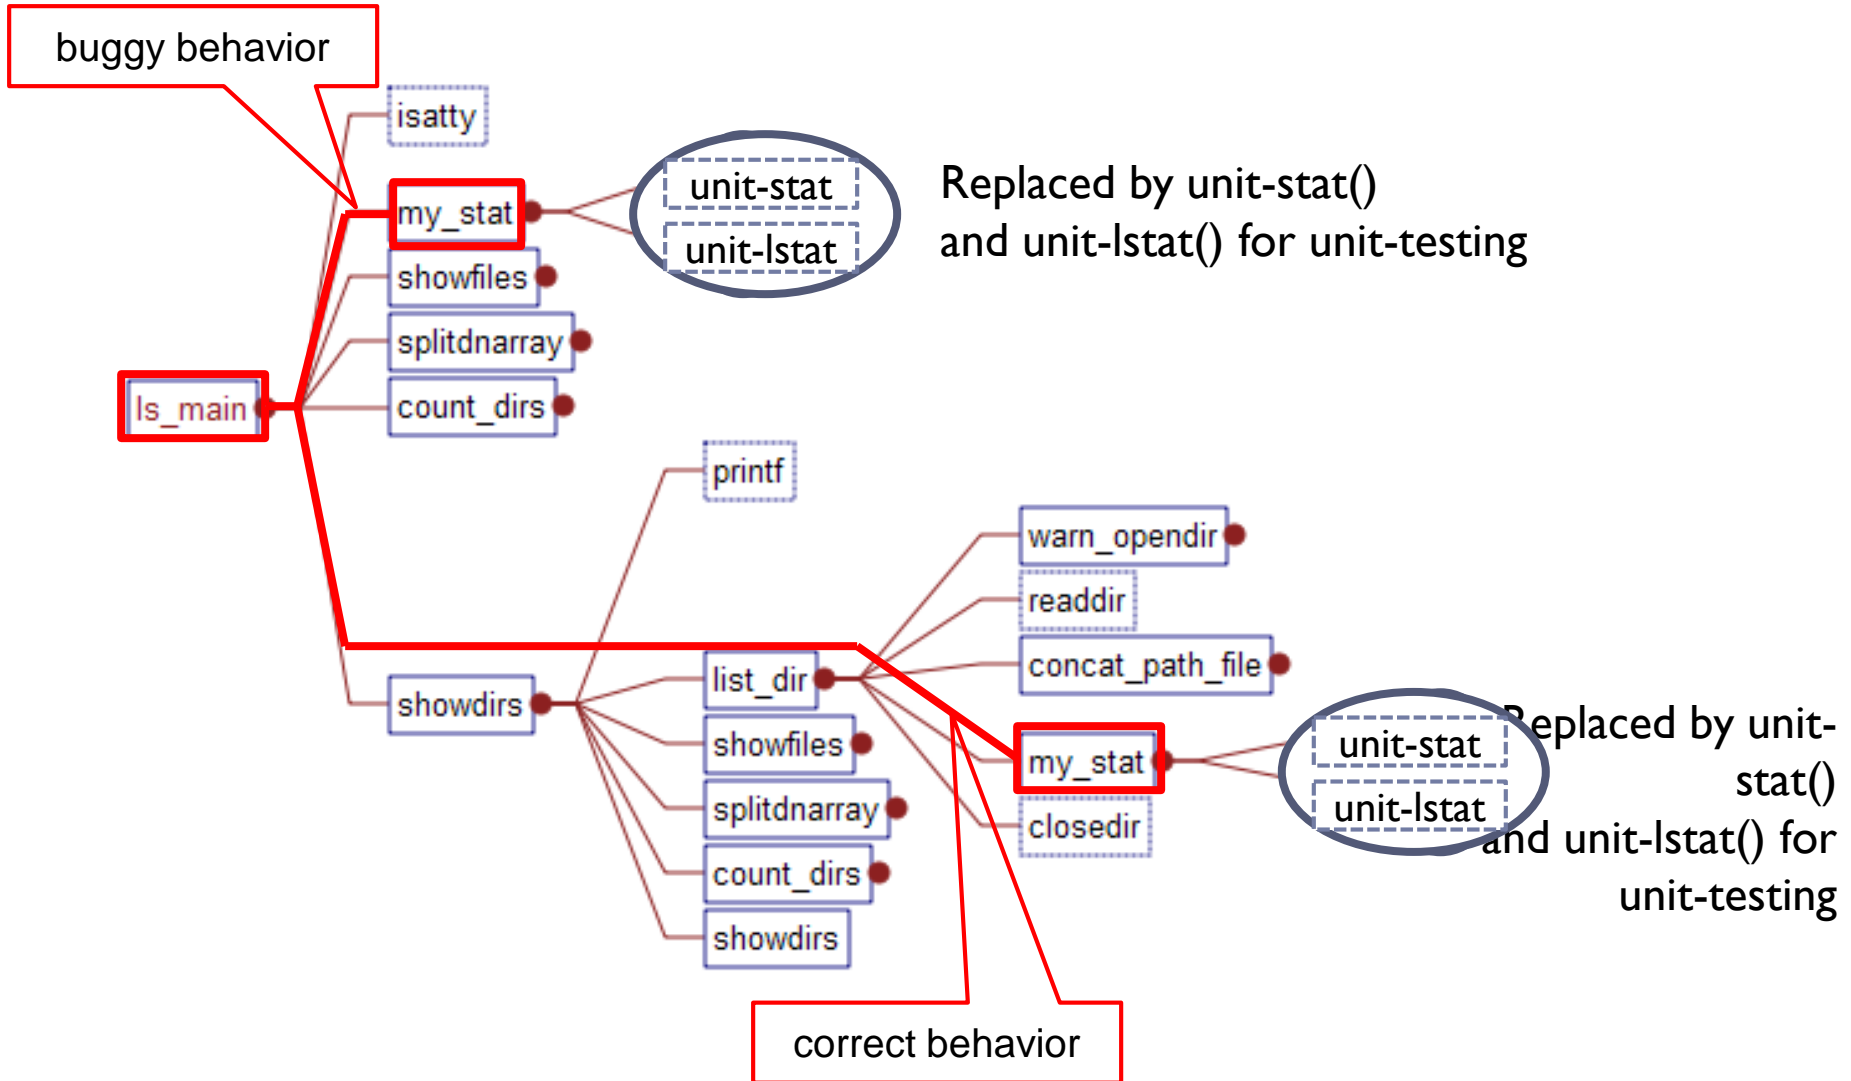 buggy behavior
isatty
my_stat
unit-stat
unit-lstat
Replaced by unit-stat()
and unit-lstat() for unit-testing
showfiles
splitdnarray
ls_main
count_dirs
printf
warn_opendir
readdir
concat_path_file
list_dir
showdirs
showfiles
my_stat
unit-stat
unit-lstat
Replaced by unit-
stat()
and unit-lstat() for
unit-testing
splitdnarray
closedir
count_dirs
showdirs
correct behavior